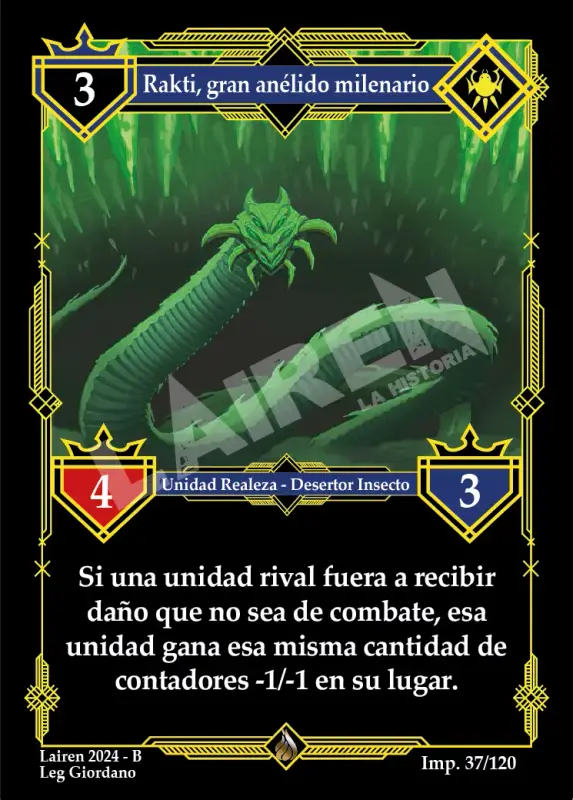 3
Rakti, gran anélido milenario
LAIREN
LA HISTORIA
4
Unidad Realeza - Desertor Insecto
3
Si una unidad rival fuera a recibir
daño que no sea de combate, esa
unidad gana esa misma cantidad de
contadores -1/-1 en su lugar.
Lairen 2024 - B
Leg Giordano
Imp. 37/120